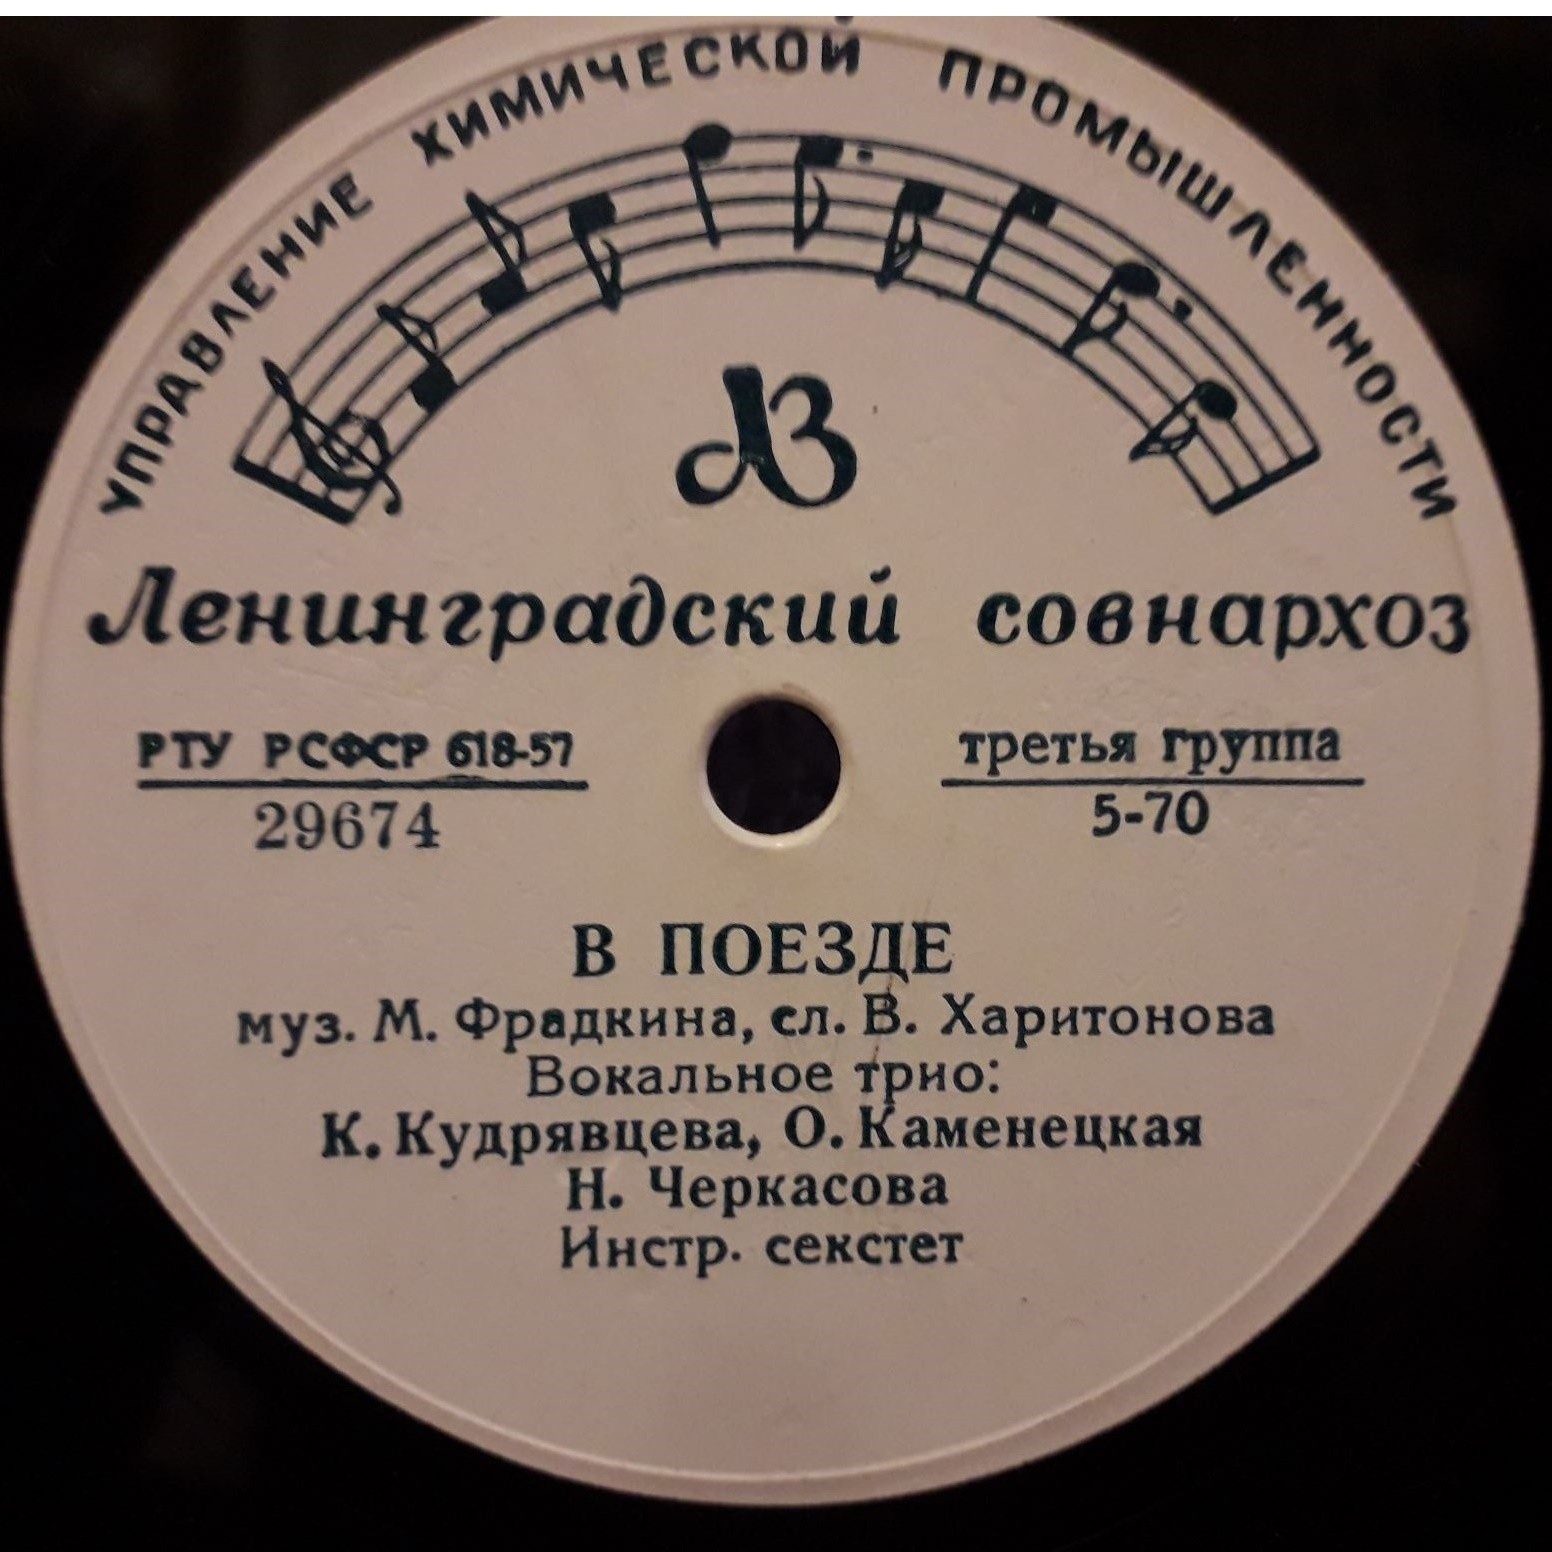 УПРАВЛЕНИЕ ХИМИЧЕСКОЙ ПРОМЫШЛЕННОСТИ
ЛЗ
Ленинградский совнархоз
РТУ РСФСР 618-57
29674
третья группа
5-70
В ПОЕЗДЕ
муз. М. Фрадкина, сл. В. Харитонова
Вокальное трио:
К. Кудрявцева, О. Каменецкая
Н. Черкасова
Инстр. секстет